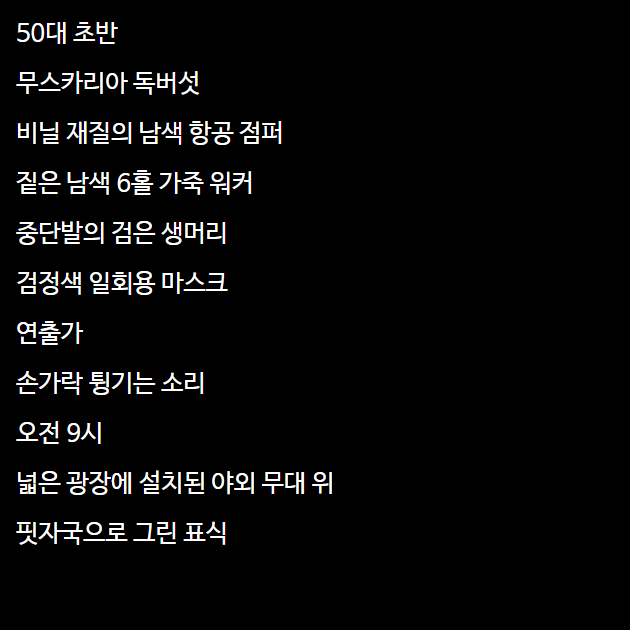 50대 초반
무스카리아 독버섯
비닐 재질의 남색 항공 점퍼
짙은 남색 6홀 가죽 워커
중단발의 검은 생머리
검정색 일회용 마스크
연출가
손가락 튕기는 소리
오전 9시
넓은 광장에 설치된 야외 무대 위
핏자국으로 그린 표식